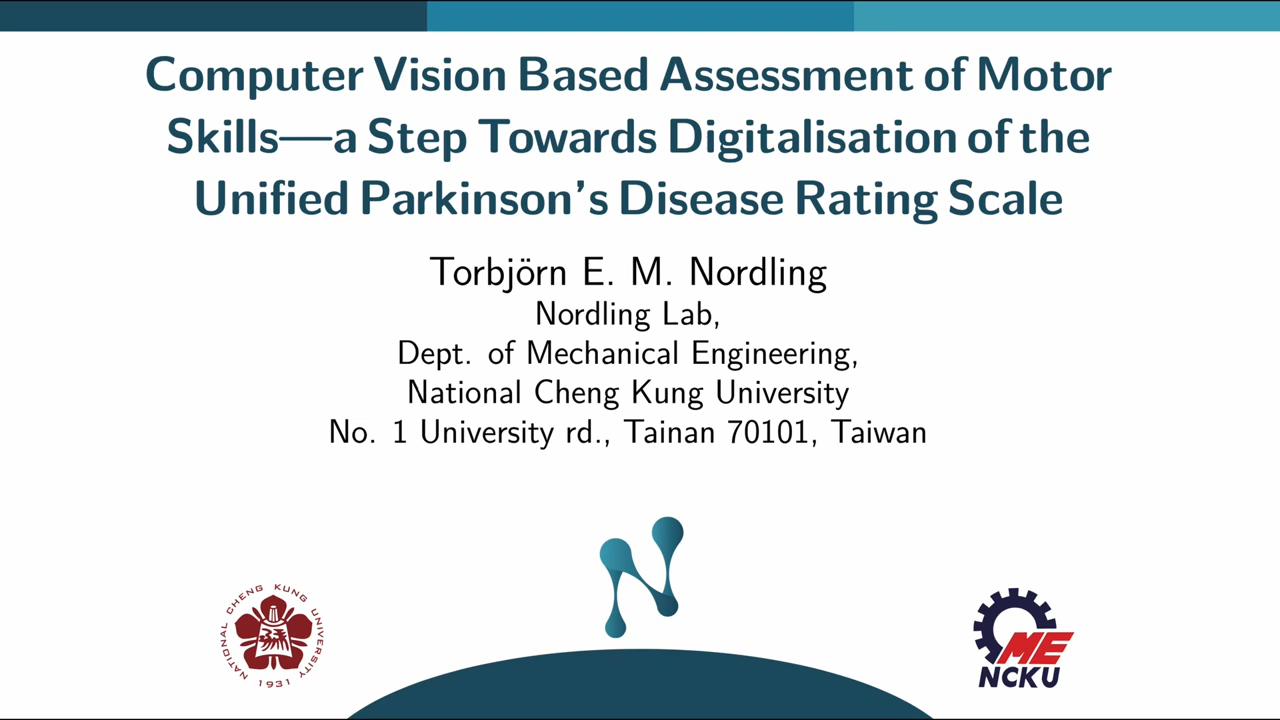 Computer Vision Based Assessment of Motor
Skills—a Step Towards Digitalisation of the
Unified Parkinson's Disease Rating Scale
Torbjörn E. M. Nordling
Nordling Lab,
Dept. of Mechanical Engineering,
National Cheng Kung University
No. 1 University rd., Tainan 70101, Taiwan
NATIONAL CHENG KUNG UNIVERSITY
1931
ME
NCKU